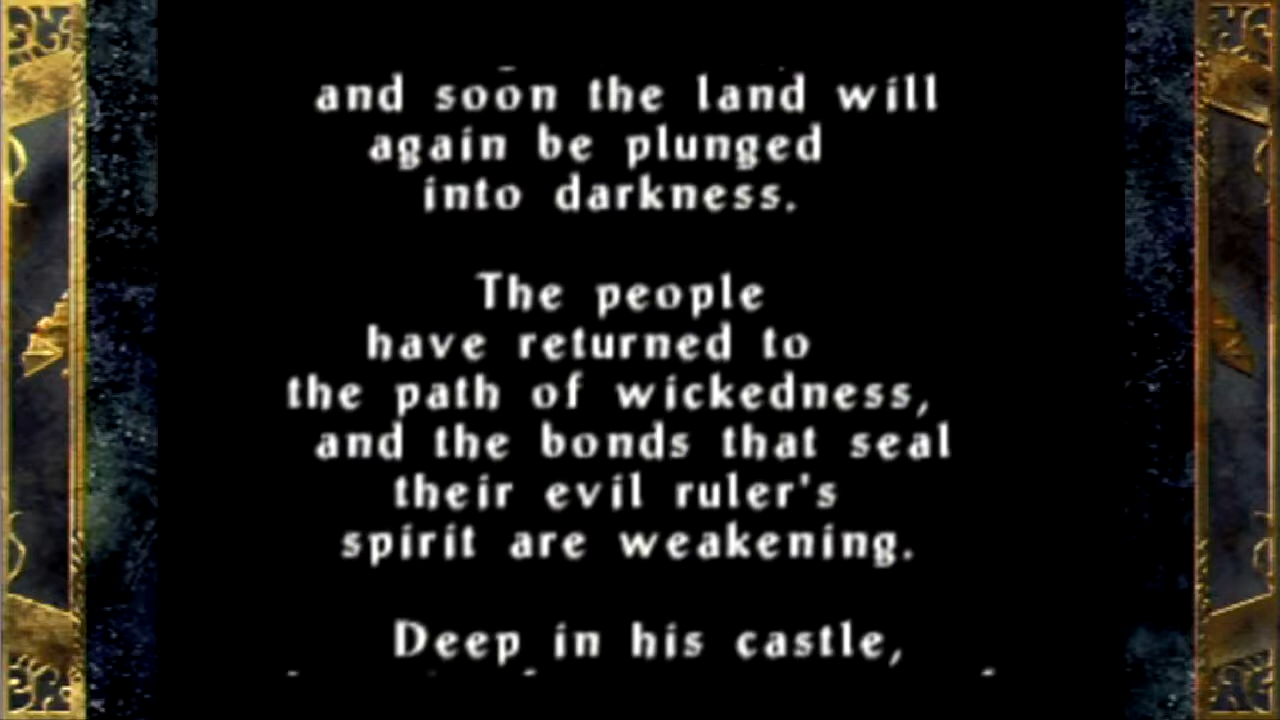 and soon the land will
again be plunged
into darkness.
The people
have returned to
the path of wickedness,
and the bonds that seal
their evil ruler's
spirit are weakening.
Deep in his castle,